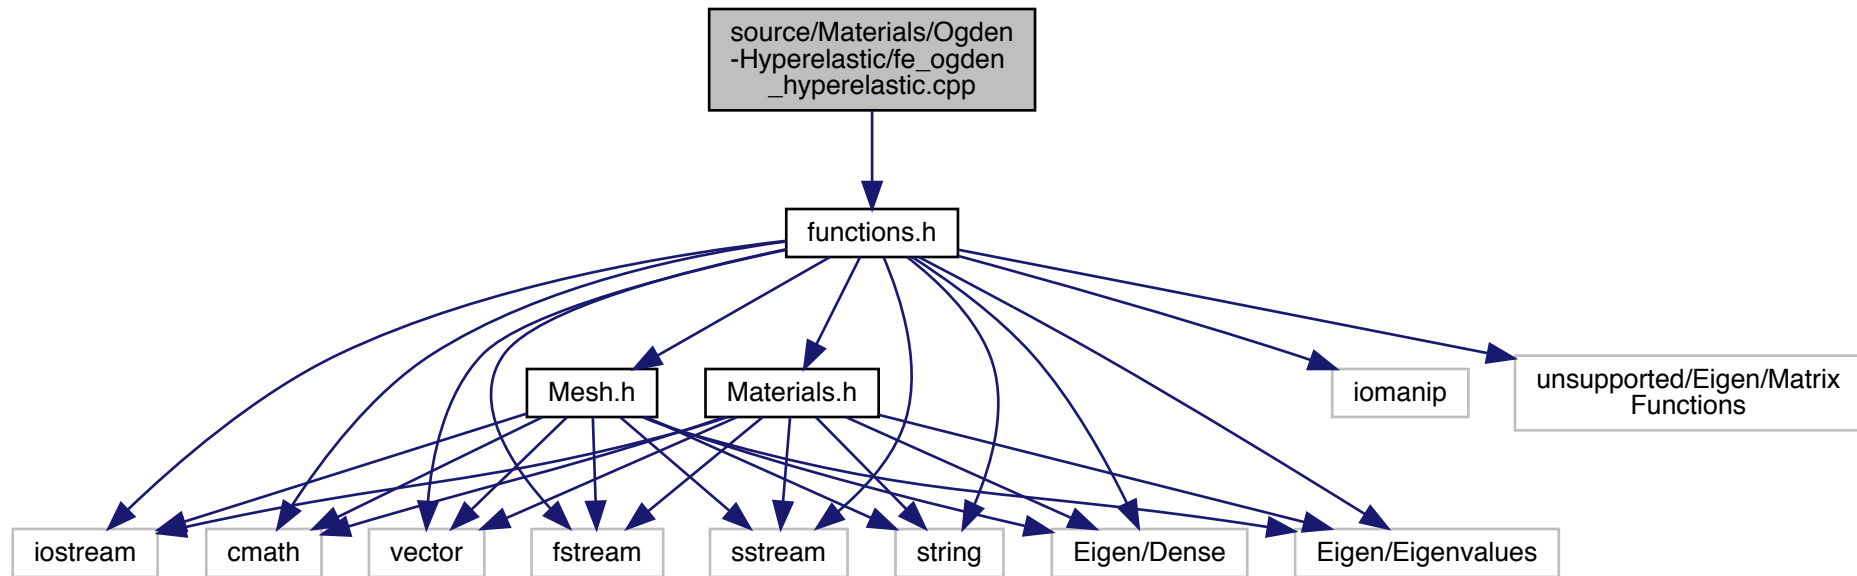 source/Materials/Ogden
-Hyperelastic/fe_ogden
_hyperelastic.cpp
functions.h
Mesh.h
Materials.h
iomanip
unsupported/Eigen/Matrix
Functions
iostream
cmath
vector
fstream
sstream
string
Eigen/Dense
Eigen/Eigenvalues